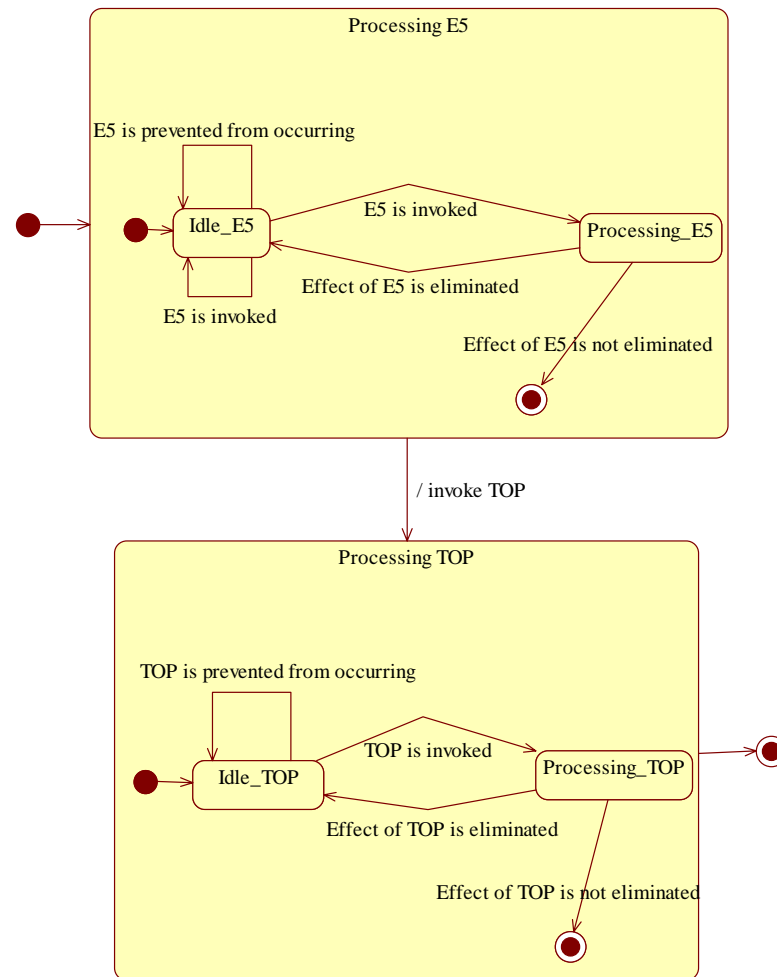 Processing E5
E5 is prevented from occurring
Idle_E5
E5 is invoked
Processing_E5
Effect of E5 is eliminated
E5 is invoked
Effect of E5 is not eliminated
/ invoke TOP
Processing TOP
TOP is prevented from occurring
TOP is invoked
Idle_TOP
Processing_TOP
Effect of TOP is eliminated
Effect of TOP is not eliminated